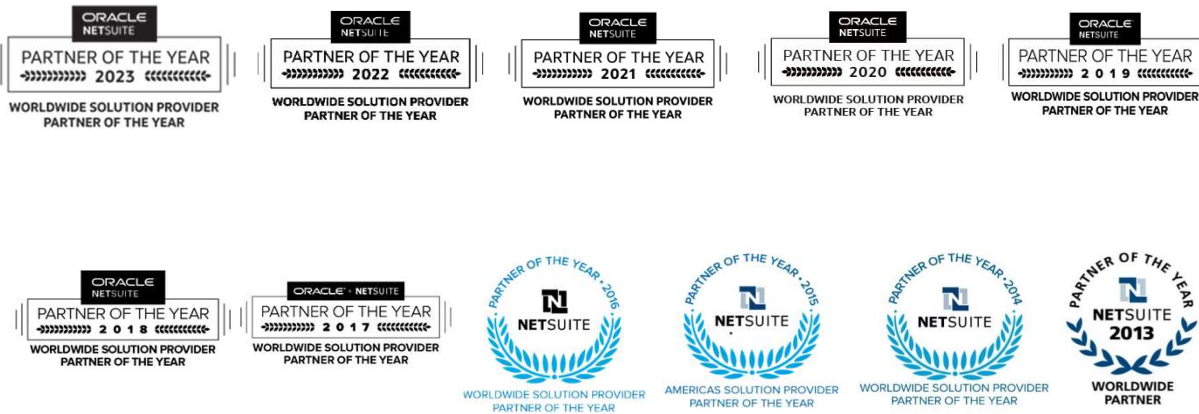 ORACLE
NETSUITE
PARTNER OF THE YEAR
2023
WORLDWIDE SOLUTION PROVIDER
PARTNER OF THE YEAR
ORACLE
NETSUITE
PARTNER OF THE YEAR
2022
WORLDWIDE SOLUTION PROVIDER
PARTNER OF THE YEAR
ORACLE
NETSUITE
PARTNER OF THE YEAR
2021
WORLDWIDE SOLUTION PROVIDER
PARTNER OF THE YEAR
ORACLE
NETSUITE
PARTNER OF THE YEAR
2020
WORLDWIDE SOLUTION PROVIDER
PARTNER OF THE YEAR
ORACLE
NETSUITE
PARTNER OF THE YEAR
2019
WORLDWIDE SOLUTION PROVIDER
PARTNER OF THE YEAR
ORACLE
NETSUITE
PARTNER OF THE YEAR
2018
WORLDWIDE SOLUTION PROVIDER
PARTNER OF THE YEAR
ORACLE + NETSUITE
PARTNER OF THE YEAR
2017
WORLDWIDE SOLUTION PROVIDER
PARTNER OF THE YEAR
PARTNER OF THE YEAR • 2016
N
NETSUITE
WORLDWIDE SOLUTION PROVIDER
PARTNER OF THE YEAR
PARTNER OF THE YEAR • 2015
N
NETSUITE
AMERICAS SOLUTION PROVIDER
PARTNER OF THE YEAR
PARTNER OF THE YEAR • 2014
N
NETSUITE
WORLDWIDE SOLUTION PROVIDER
PARTNER OF THE YEAR
PARTNER OF THE YEAR
N
NETSUITE
2013
WORLDWIDE
PARTNER